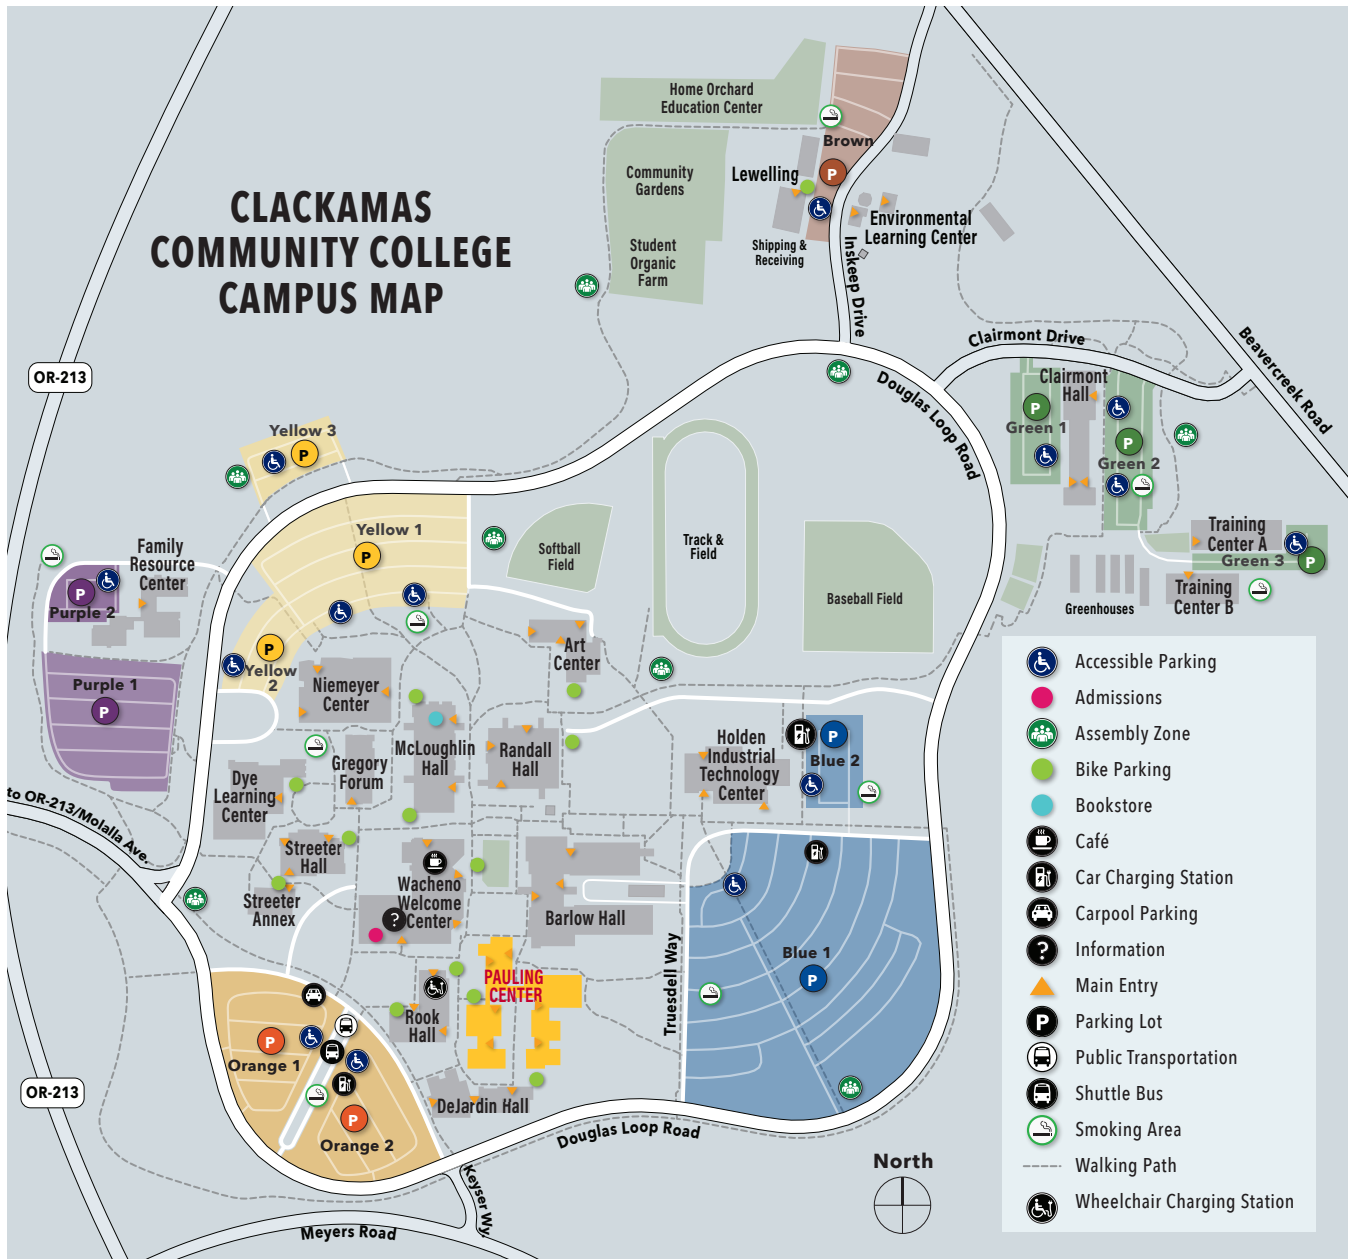 CLACKAMAS
COMMUNITY COLLEGE
CAMPUS MAP
Home Orchard
Education Center
Brown
P
Community
Gardens
Lewelling
Student
Organic
Farm
Shipping &
Receiving
Environmental
Learning Center
Inskeep Drive
OR-213
Clairmont Drive
Beavercreek Road
Douglas Loop Road
Clairmont
Hall
P
Green 1
P
Green 2
Yellow 3
P
Yellow 1
P
Softball
Field
Track &
Field
Baseball Field
Training
Center A
Green 3
P
Training
Center B
Greenhouses
Family
Resource
Center
P
Purple 2
Purple 1
P
P
Yellow
2
Art
Center
Niemeyer
Center
McLoughlin
Hall
Randall
Hall
Gregory
Forum
Dye
Learning
Center
Holden
Industrial
Technology
Center
P
Blue 2
to OR-213/Molalla Ave.
Streeter
Hall
Streeter
Annex
Wacheno
Welcome
Center
?
Barlow Hall
Blue 1
P
Truesdell Way
PAULING
CENTER
Rook
Hall
P
Orange 1
P
Orange 2
DeJardin Hall
Douglas Loop Road
OR-213
Keyser Wy.
Meyers Road
North
Accessible Parking
Admissions
Assembly Zone
Bike Parking
Bookstore
Café
Car Charging Station
Carpool Parking
? Information
Main Entry
P Parking Lot
Public Transportation
Shuttle Bus
Smoking Area
Walking Path
Wheelchair Charging Station